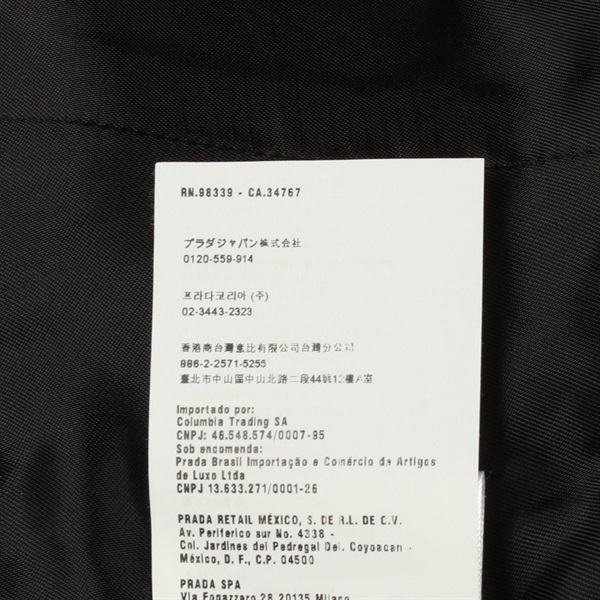 RN.98339 - CA.34767
プラダジャパン株式会社
0120-559-914
프라다코리아 (주)
02-3443-2323
香港商台灣童比有限公司台灣分公司
886-2-2571-5255
臺北市中山區中山北路二段44號12樓A室
Importado por:
Columbia Trading SA
CNPJ: 46.548.574/0007-95
Sob encomenda:
Prada Brasil Importação e Comércio de Artigos
de Luxo Ltda
CNPJ 13.633.271/0001-26
PRADA RETAIL MÉXICO, S. DE R.L. DE C.V.
Av. Periferico sur No. 4338 -
Col. Jardines del Pedregal Del. Coyoacan -
México, D. F., C.P. 04500
PRADA SPA
Via Fogazzaro 28 20135 Milano